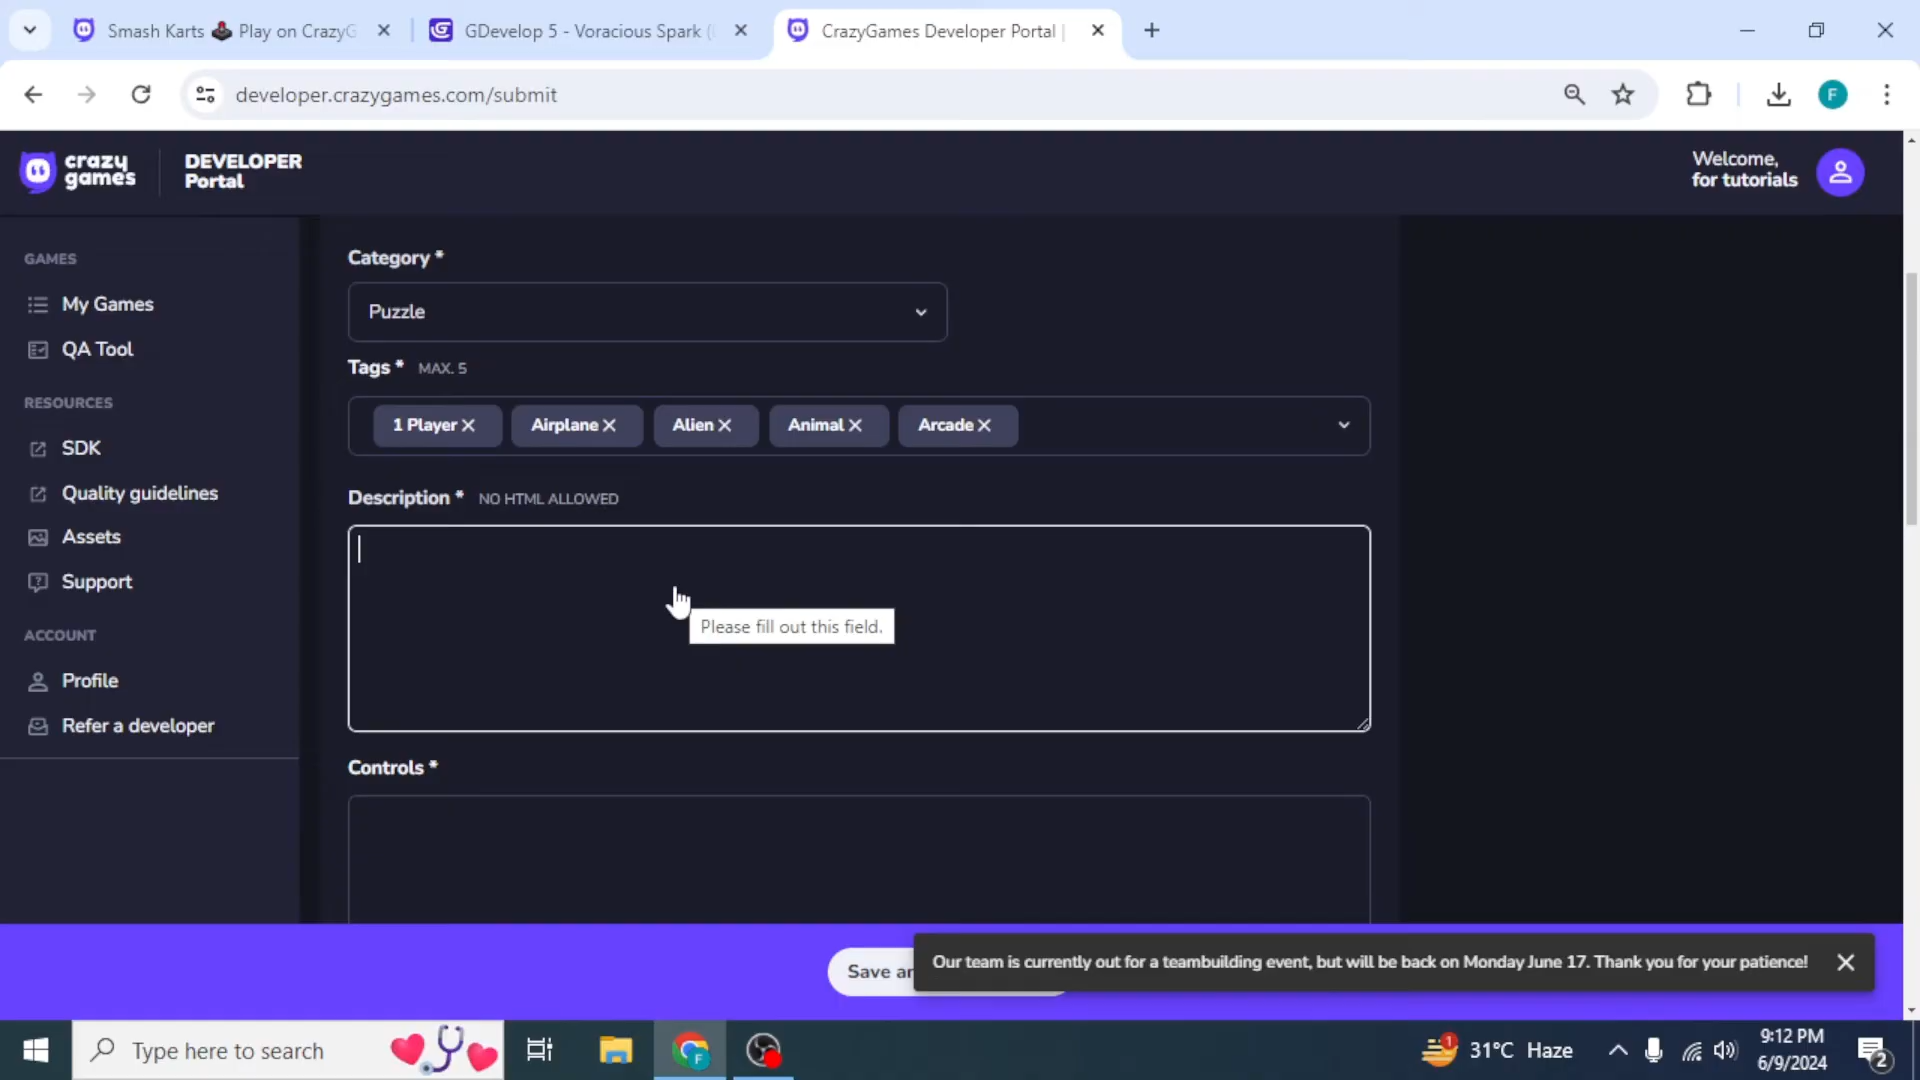 Smash Karts 🕹️ Play on CrazyG
GDevelop 5 - Voracious Spark (
CrazyGames Developer Portal |
developer.crazygames.com/submit
F
crazy
games
DEVELOPER
Portal
Welcome,
for tutorials
GAMES
My Games
QA Tool
RESOURCES
SDK
Quality guidelines
Assets
Support
ACCOUNT
Profile
Refer a developer
Category *
Puzzle
Tags * MAX. 5
1 Player
Airplane
Alien
Animal
Arcade
Description * NO HTML ALLOWED
Please fill out this field.
Controls *
Save an
Our team is currently out for a teambuilding event, but will be back on Monday June 17. Thank you for your patience!
Type here to search
F
1
31°C Haze
9:12 PM
6/9/2024
2